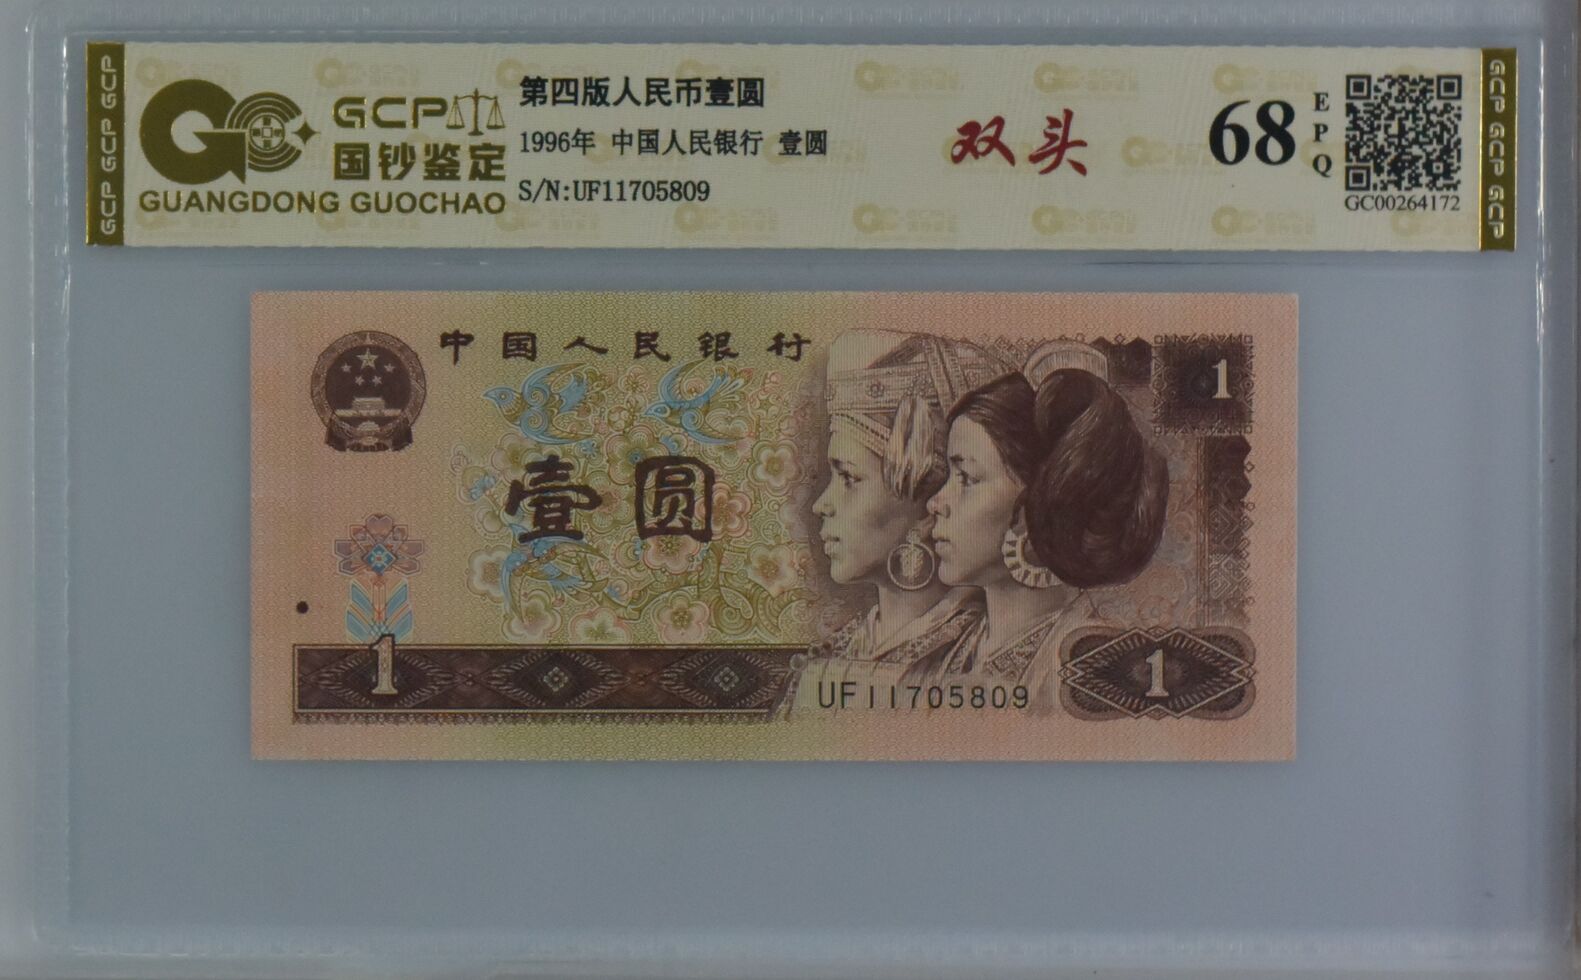 GCP GCP GCP
GCP
国钞鉴定
GUANGDONG GUOCHAO
第四版人民币壹圆
1996年 中国人民银行 壹圆
S/N:UF11705809
双头
68 EPQ
GC00264172
GCP GCP GCP
中国人民银行
1
壹圆
1
UF11705809
1